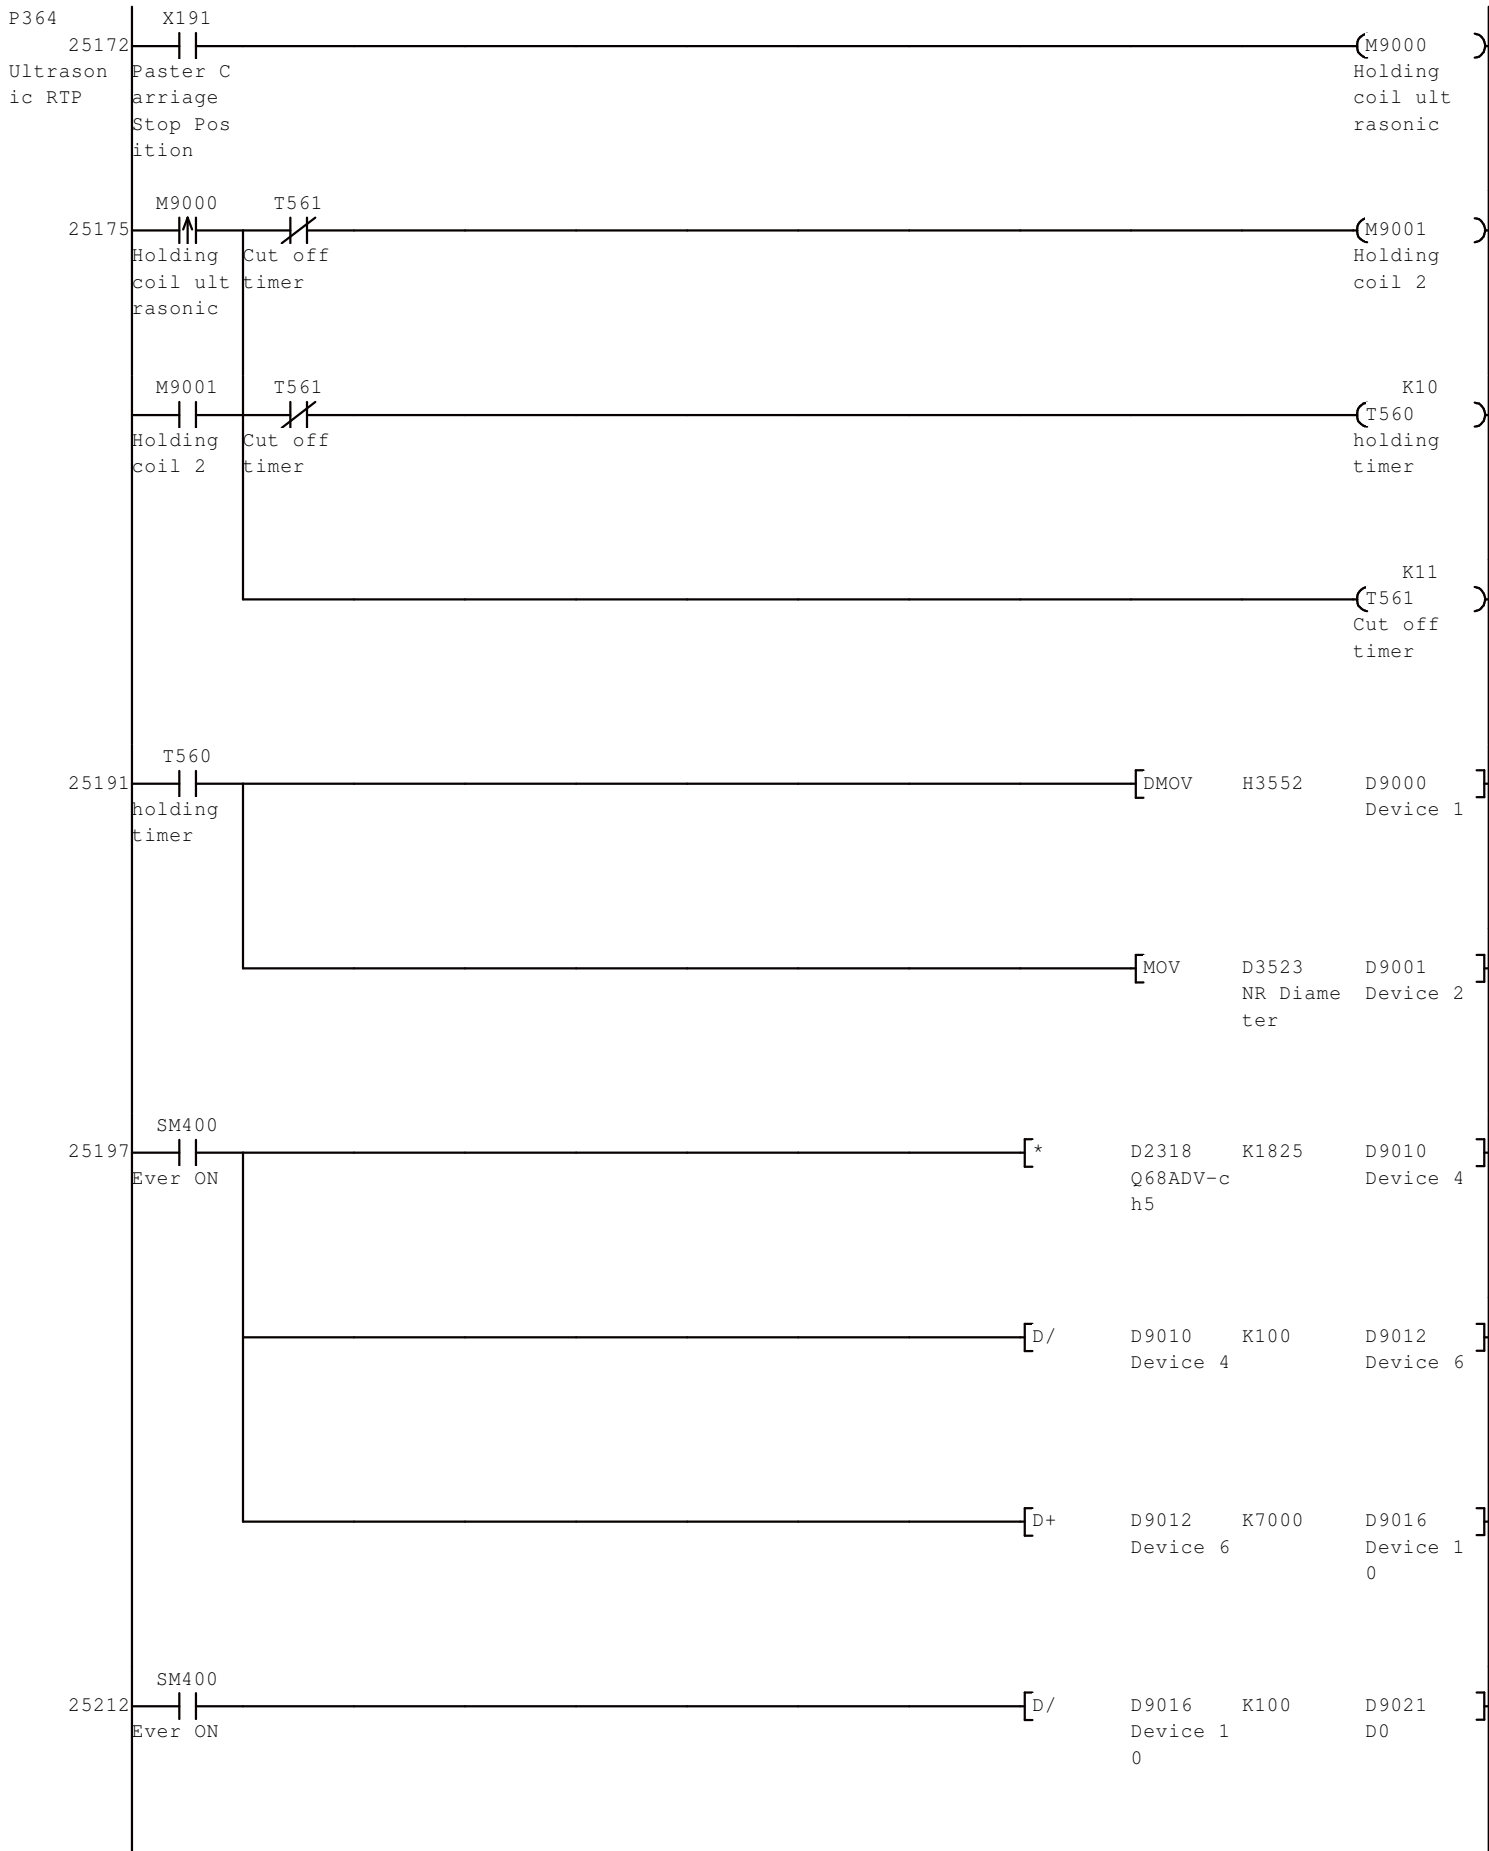 P364
X191
25172
M9000
Ultrason
ic RTP
Paster C
arriage
Stop Pos
ition
Holding
coil ult
rasonic
M9000
T561
25175
M9001
Holding
coil ult
rasonic
Cut off
timer
Holding
coil 2
M9001
T561
K10
T560
Holding
coil 2
Cut off
timer
holding
timer
K11
T561
Cut off
timer
T560
25191
DMOV H3552 D9000
holding
timer
Device 1
MOV D3523 D9001
NR Diame
ter
Device 2
SM400
25197
* D2318 K1825 D9010
Ever ON
Q68ADV-c
h5
Device 4
D/ D9010 K100 D9012
Device 4
Device 6
D+ D9012 K7000 D9016
Device 6
Device 1
0
SM400
25212
D/ D9016 K100 D9021
Ever ON
Device 1
0
D0